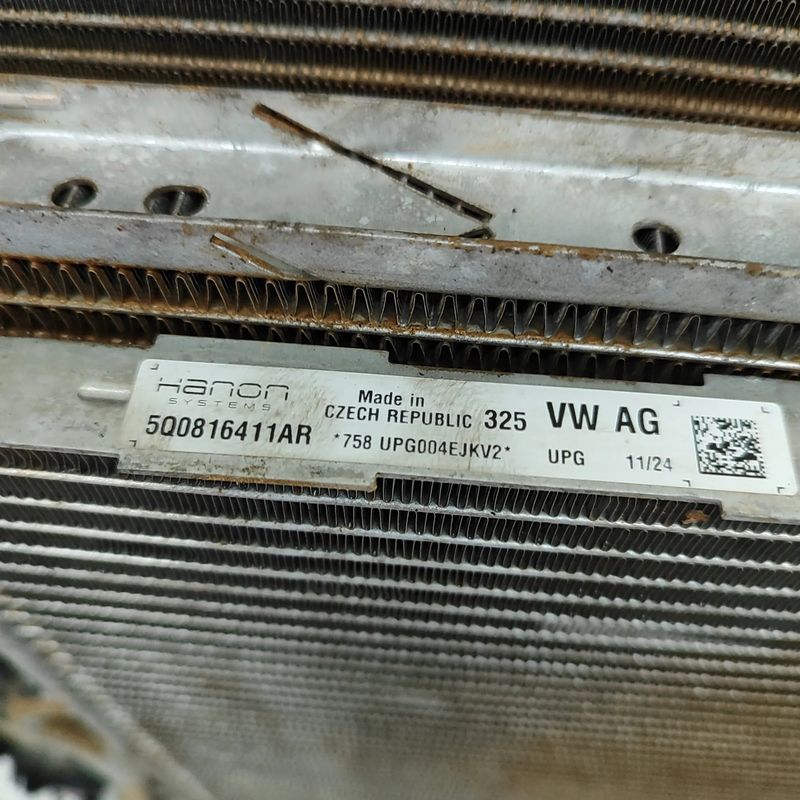 Hanon
SYSTEMS
5Q0816411AR
Made in
CZECH REPUBLIC 325
*758 UPG004EJKV2*
VW AG
UPG 11/24